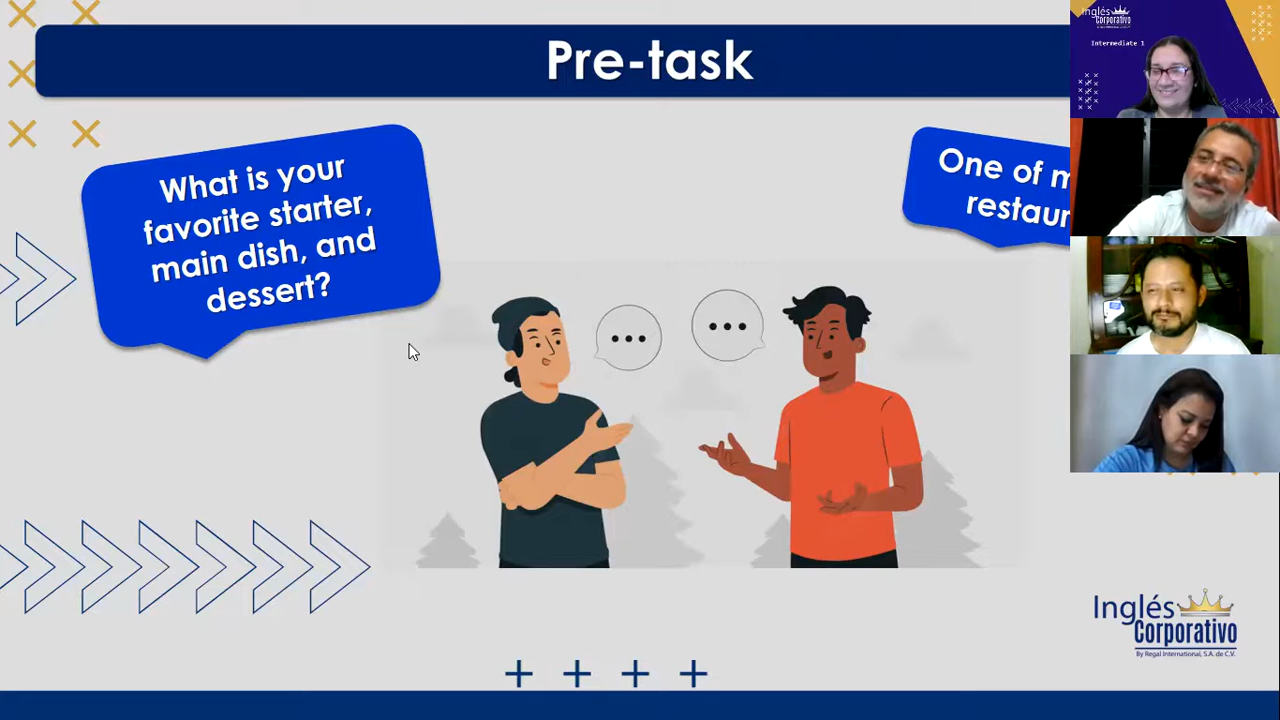 Pre-task
What is your
favorite starter,
main dish, and
dessert?
One of
restaur
Inglés
Corporativo
Intermediate 1
Inglés
Corporativo
By Regal International, S.A. de C.V.